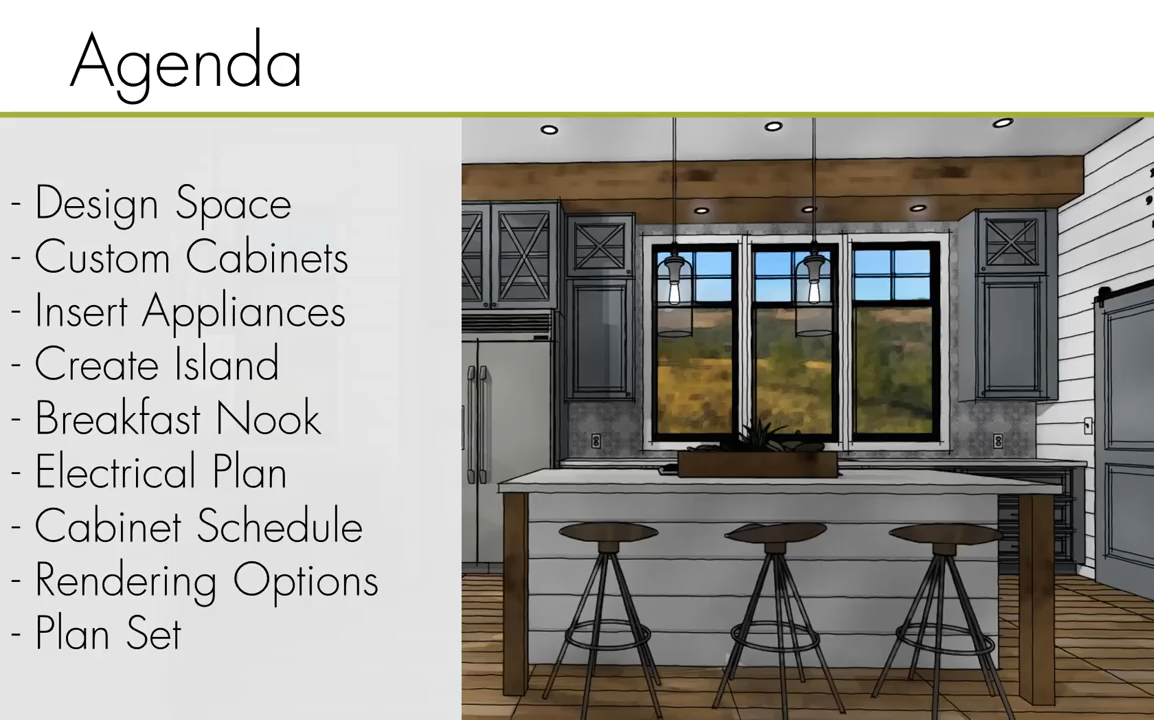 Agenda
- Design Space
- Custom Cabinets
- Insert Appliances
- Create Island
- Breakfast Nook
- Electrical Plan
- Cabinet Schedule
- Rendering Options
- Plan Set